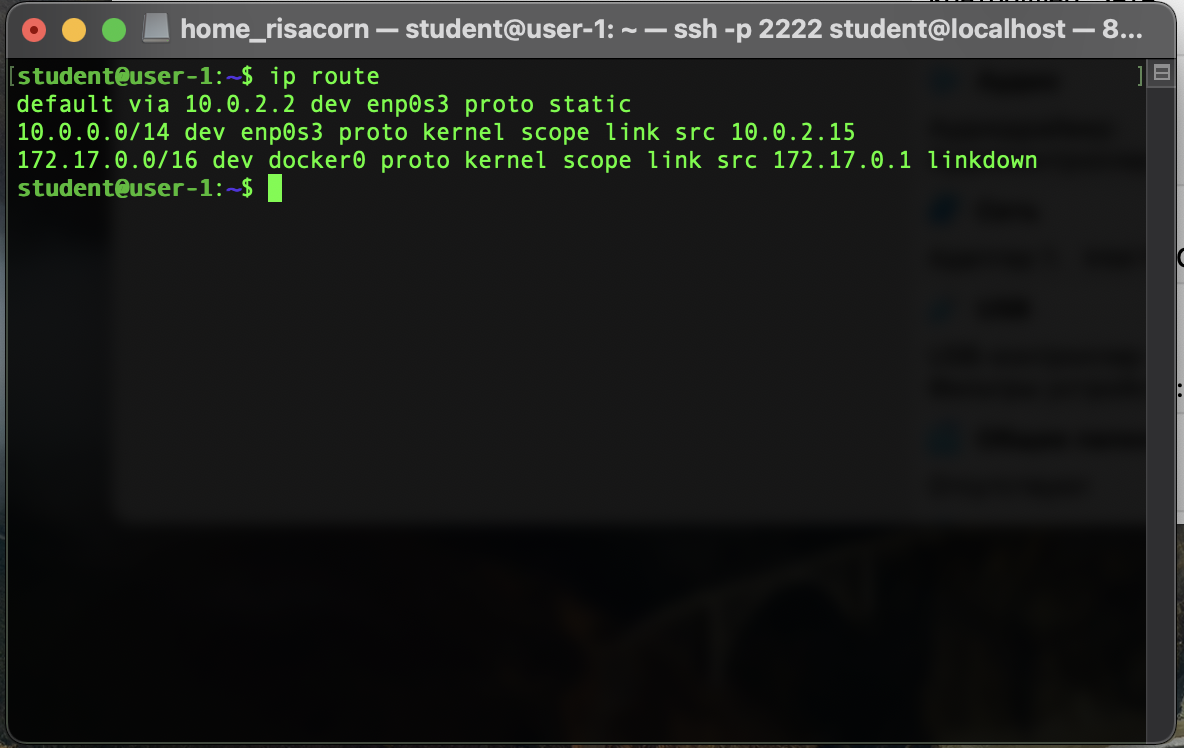 home_risacorn — student@user-1: ~ — ssh -p 2222 student@localhost — 8...
[student@user-1:~$ ip route ]
default via 10.0.2.2 dev enp0s3 proto static
10.0.0.0/14 dev enp0s3 proto kernel scope link src 10.0.2.15
172.17.0.0/16 dev docker0 proto kernel scope link src 172.17.0.1 linkdown
student@user-1:~$